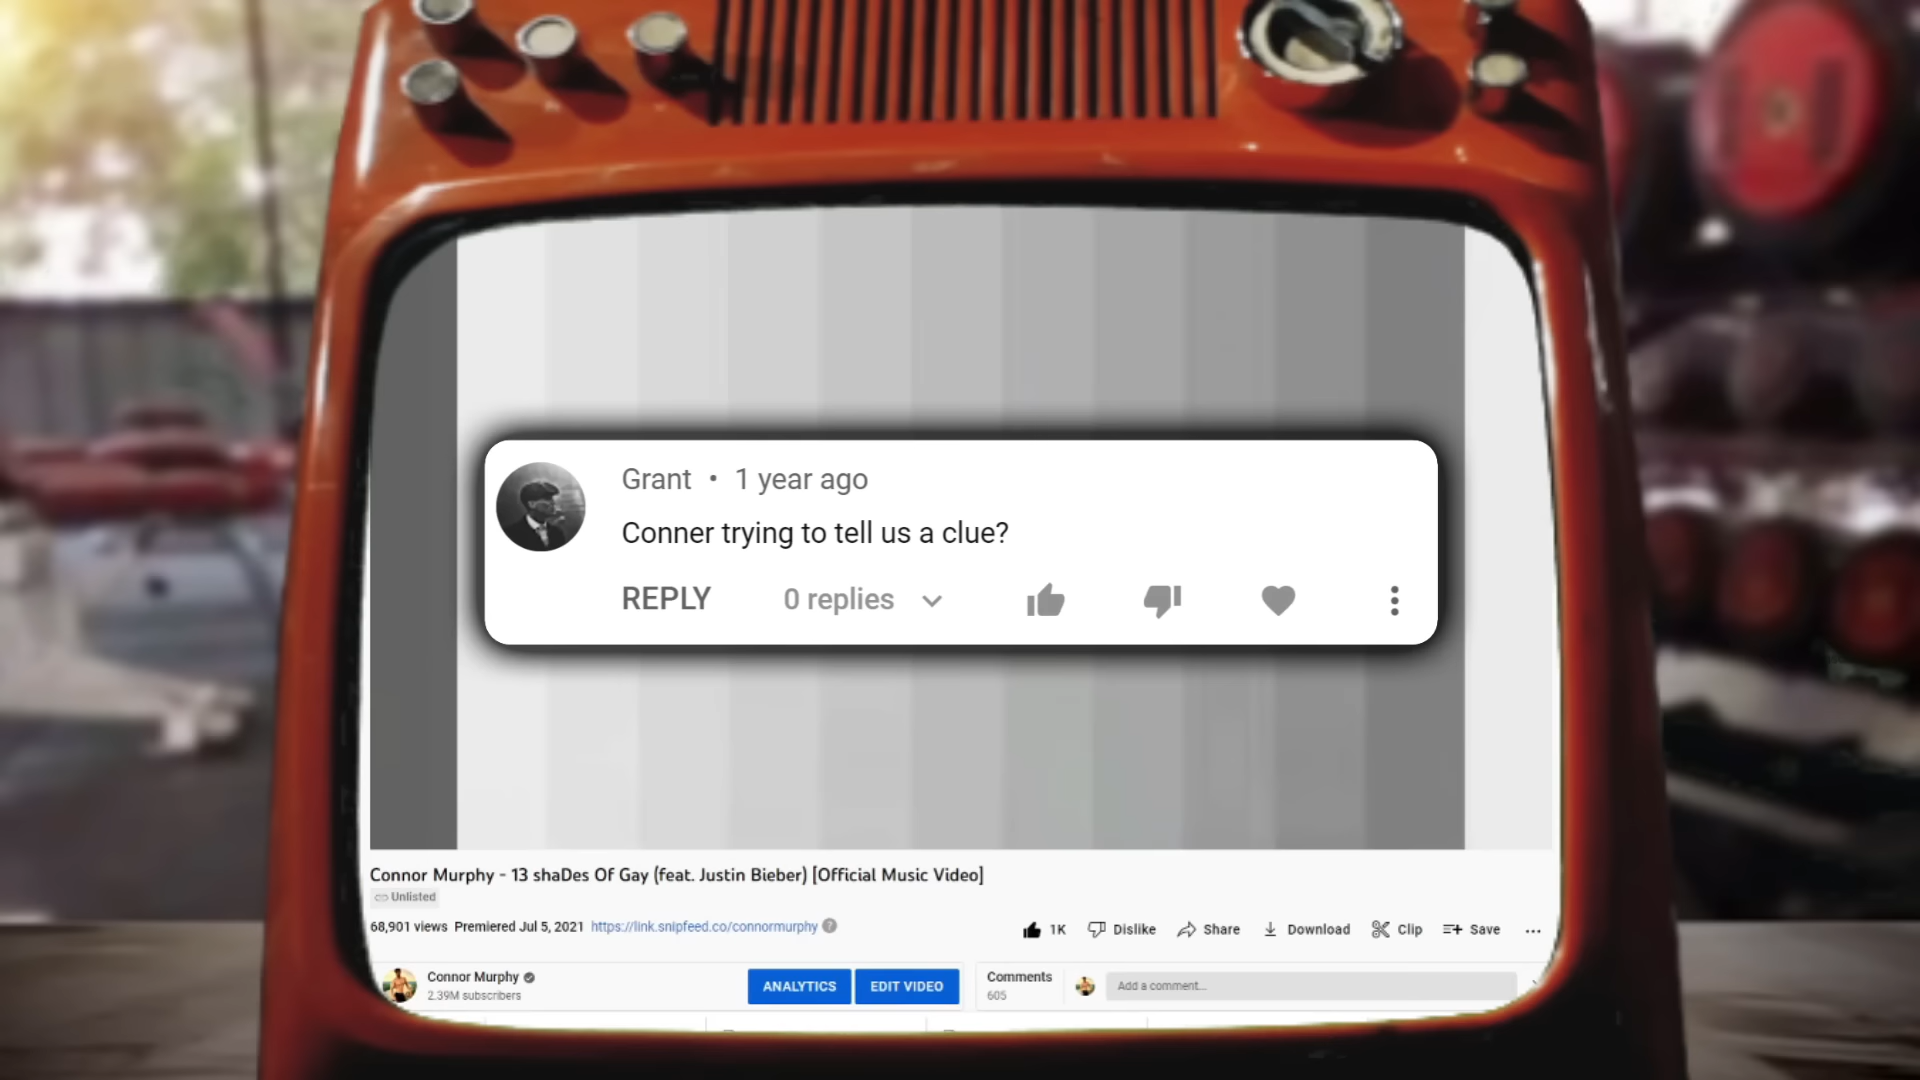 Grant • 1 year ago
Conner trying to tell us a clue?
REPLY 0 replies
Connor Murphy - 13 shaDes Of Gay (feat. Justin Bieber) [Official Music Video]
Unlisted
68,901 views Premiered Jul 5, 2021 https://link.snipfeed.co/connormurphy ?
1K Dislike Share Download Clip Save
Connor Murphy
2.39M subscribers
ANALYTICS EDIT VIDEO
Comments
605
Add a comment...